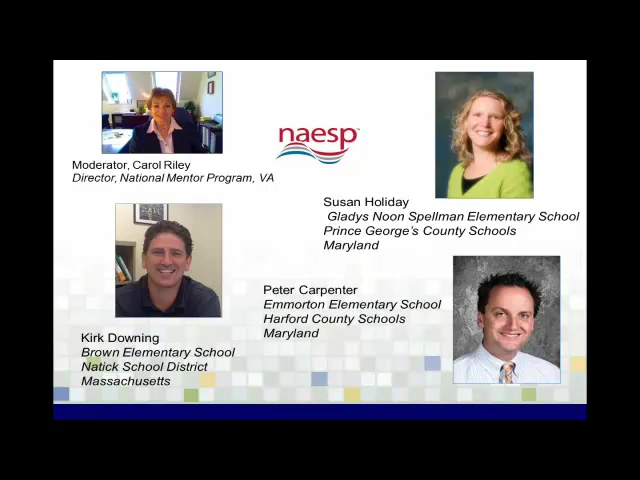 naesp
Moderator, Carol Riley
Director, National Mentor Program, VA
Susan Holiday
Gladys Noon Spellman Elementary School
Prince George's County Schools
Maryland
Peter Carpenter
Emmorton Elementary School
Harford County Schools
Maryland
Kirk Downing
Brown Elementary School
Natick School District
Massachusetts